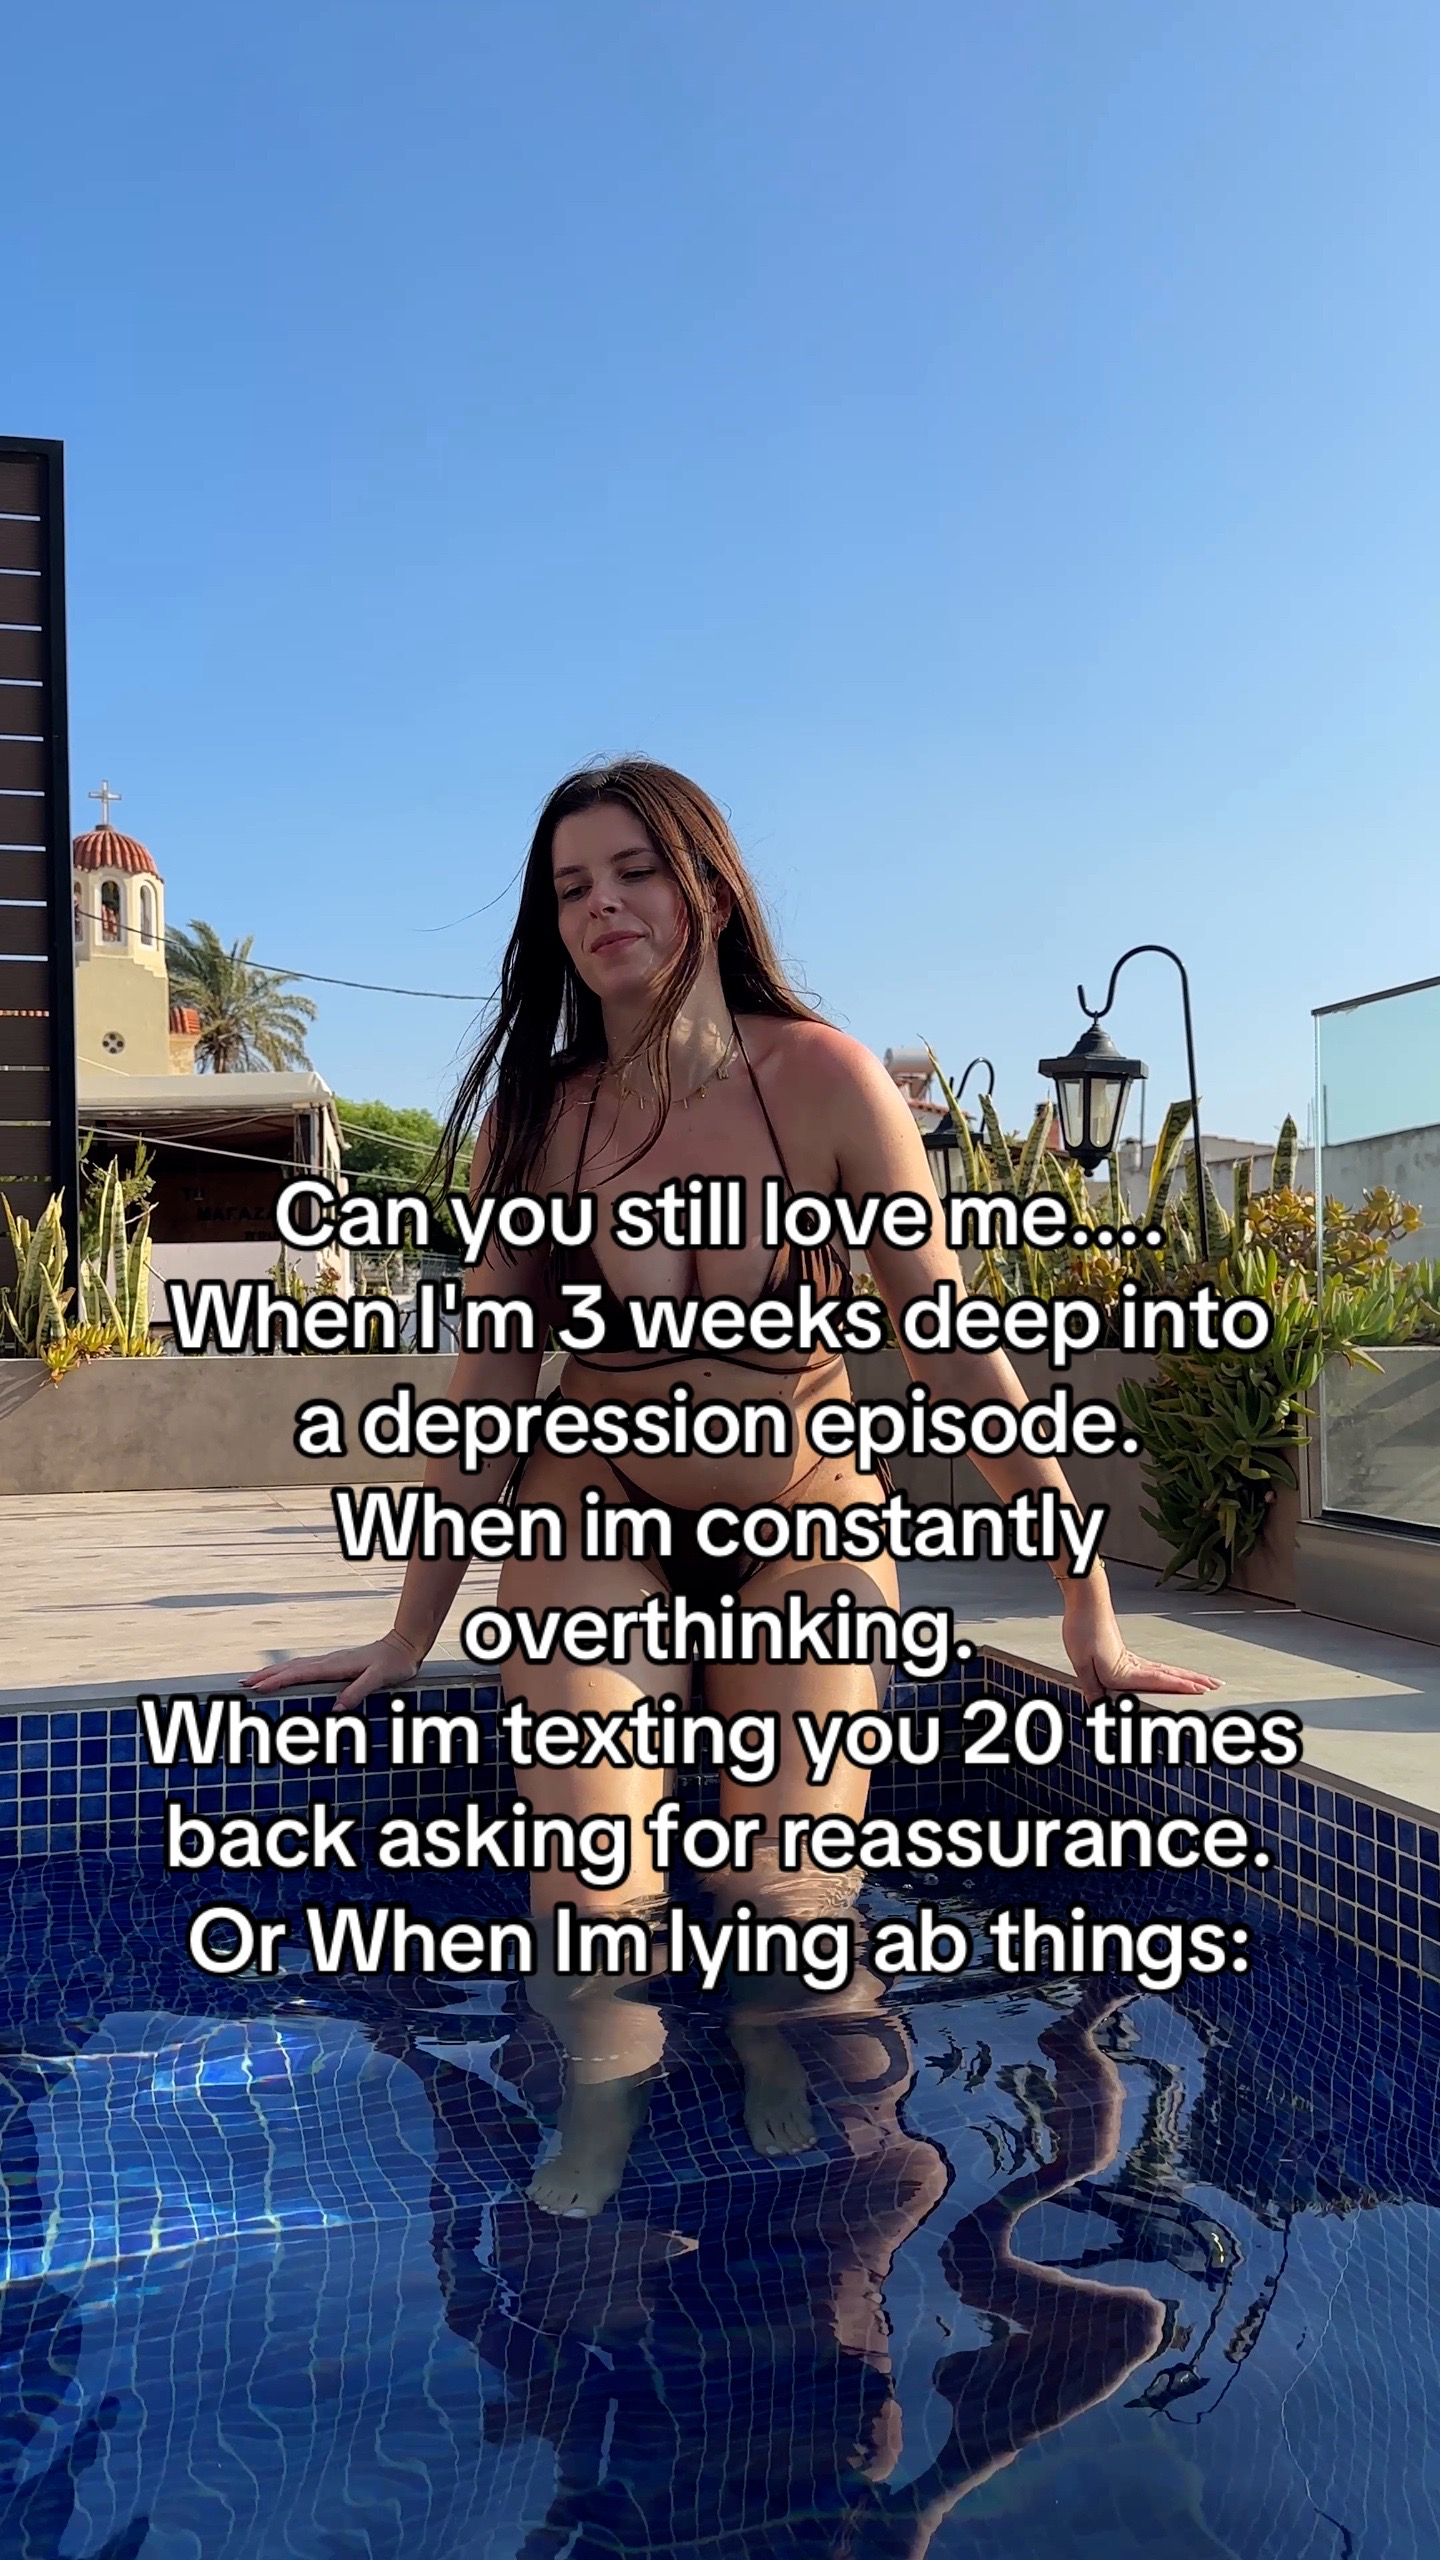 Can you still love me....
When I'm 3 weeks deep into
a depression episode.
When im constantly
overthinking.
When im texting you 20 times
back asking for reassurance.
Or When Im lying ab things: